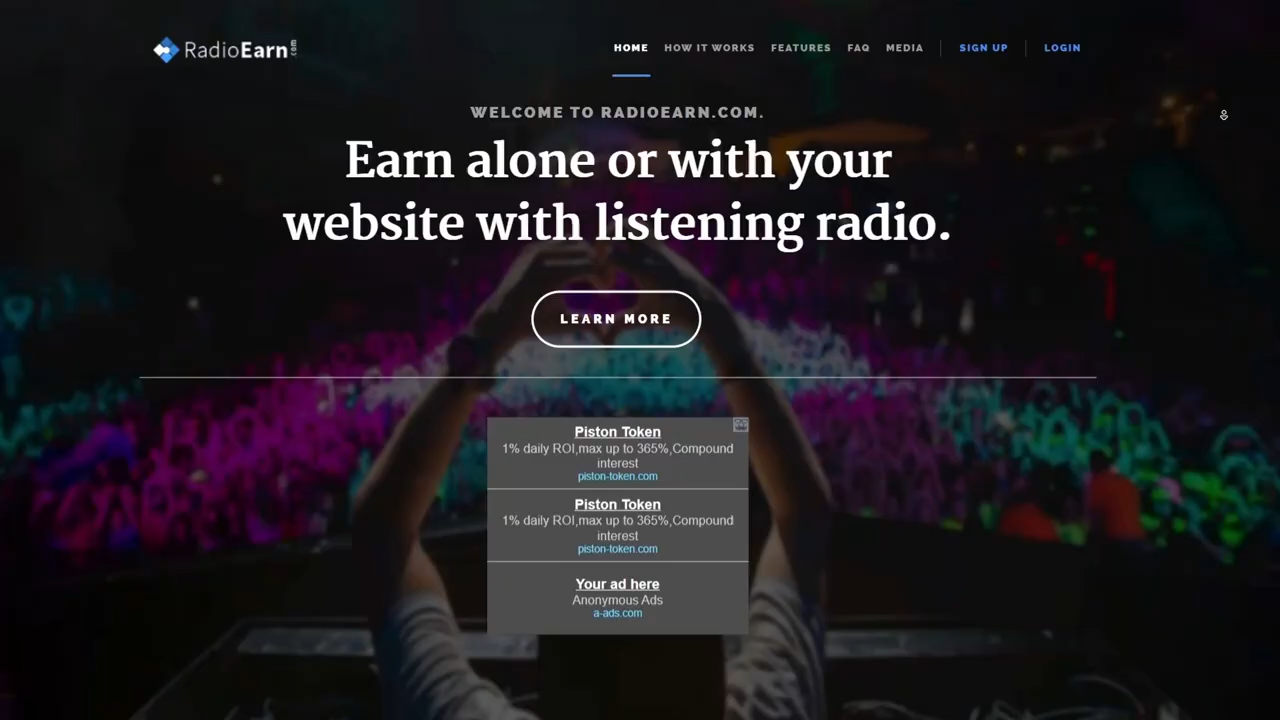 RadioEarn.com
HOME HOW IT WORKS FEATURES FAQ MEDIA SIGN UP LOGIN
WELCOME TO RADIOEARN.COM.
Earn alone or with your
website with listening radio.
LEARN MORE
Piston Token
1% daily ROI,max up to 365%,Compound
interest
piston-token.com
Piston Token
1% daily ROI,max up to 365%,Compound
interest
piston-token.com
Your ad here
Anonymous Ads
a-ads.com